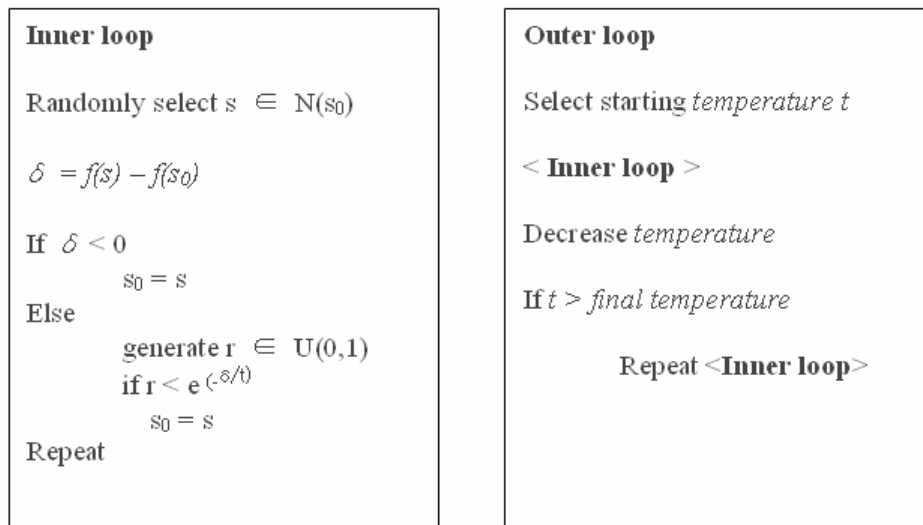 Inner loop
Randomly select s ∈ N(s₀)
δ = f(s) – f(s₀)
If δ < 0
s₀ = s
Else
generate r ∈ U(0,1)
if r < e^(-δ/t)
s₀ = s
Repeat
Outer loop
Select starting temperature t
< Inner loop >
Decrease temperature
If t > final temperature
Repeat <Inner loop>